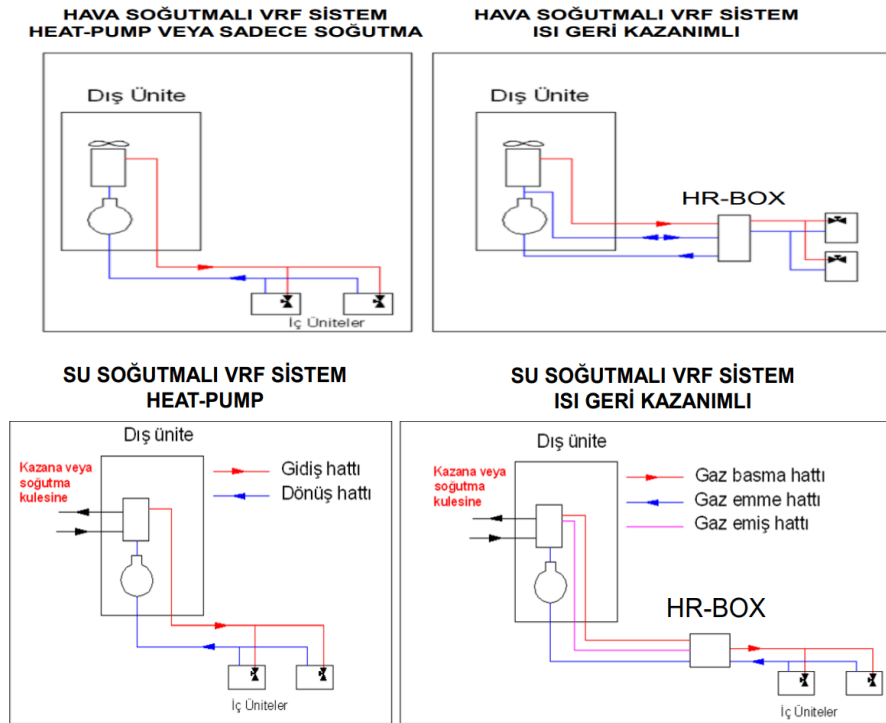 HAVA SOĞUTMALI VRF SİSTEM
HEAT-PUMP VEYA SADECE SOĞUTMA
Dış Ünite
İç Üniteler
HAVA SOĞUTMALI VRF SİSTEM
ISI GERİ KAZANIMLI
Dış Ünite
HR-BOX
SU SOĞUTMALI VRF SİSTEM
HEAT-PUMP
Dış ünite
Kazana veya
soğutma
kulesine
Gidiş hattı
Dönüş hattı
İç Üniteler
SU SOĞUTMALI VRF SİSTEM
ISI GERİ KAZANIMLI
Dış ünite
Kazana veya
soğutma
kulesine
Gaz basma hattı
Gaz emme hattı
Gaz emiş hattı
HR-BOX
İç Üniteler